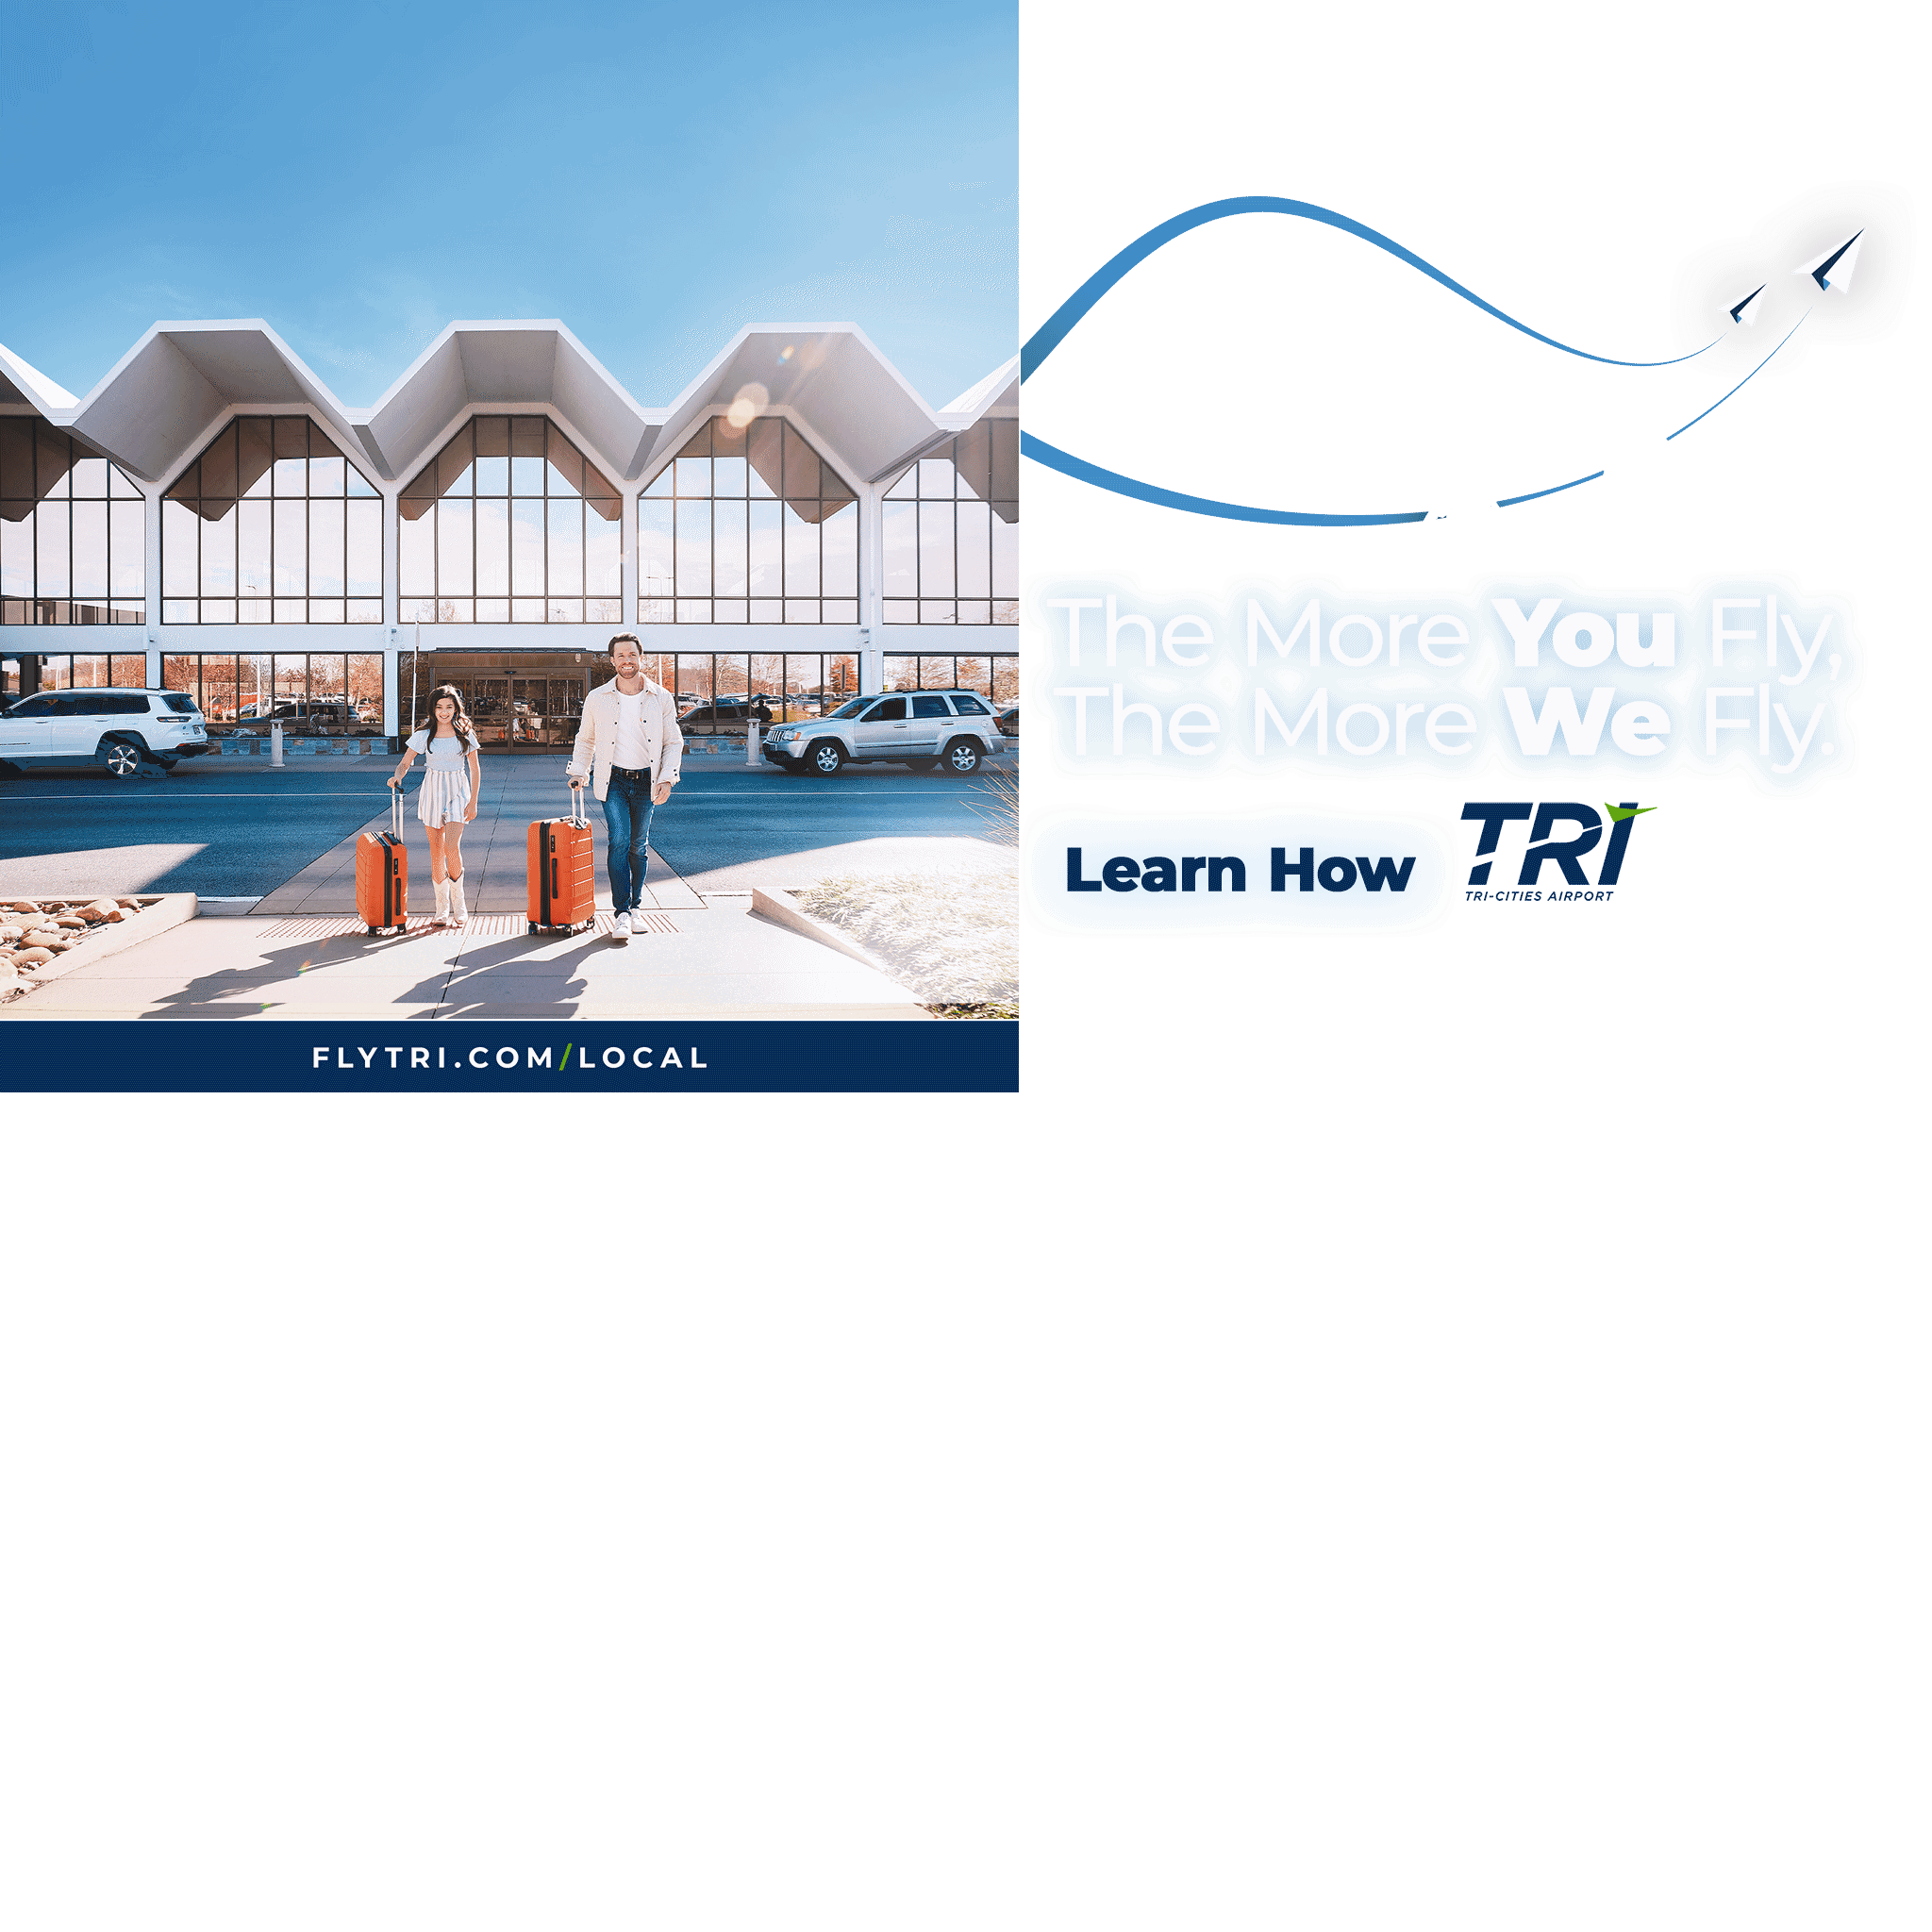 FLYTRI.COM/LOCAL
The More You Fly,
The More We Fly.
Learn How
TRI
TRI-CITIES AIRPORT